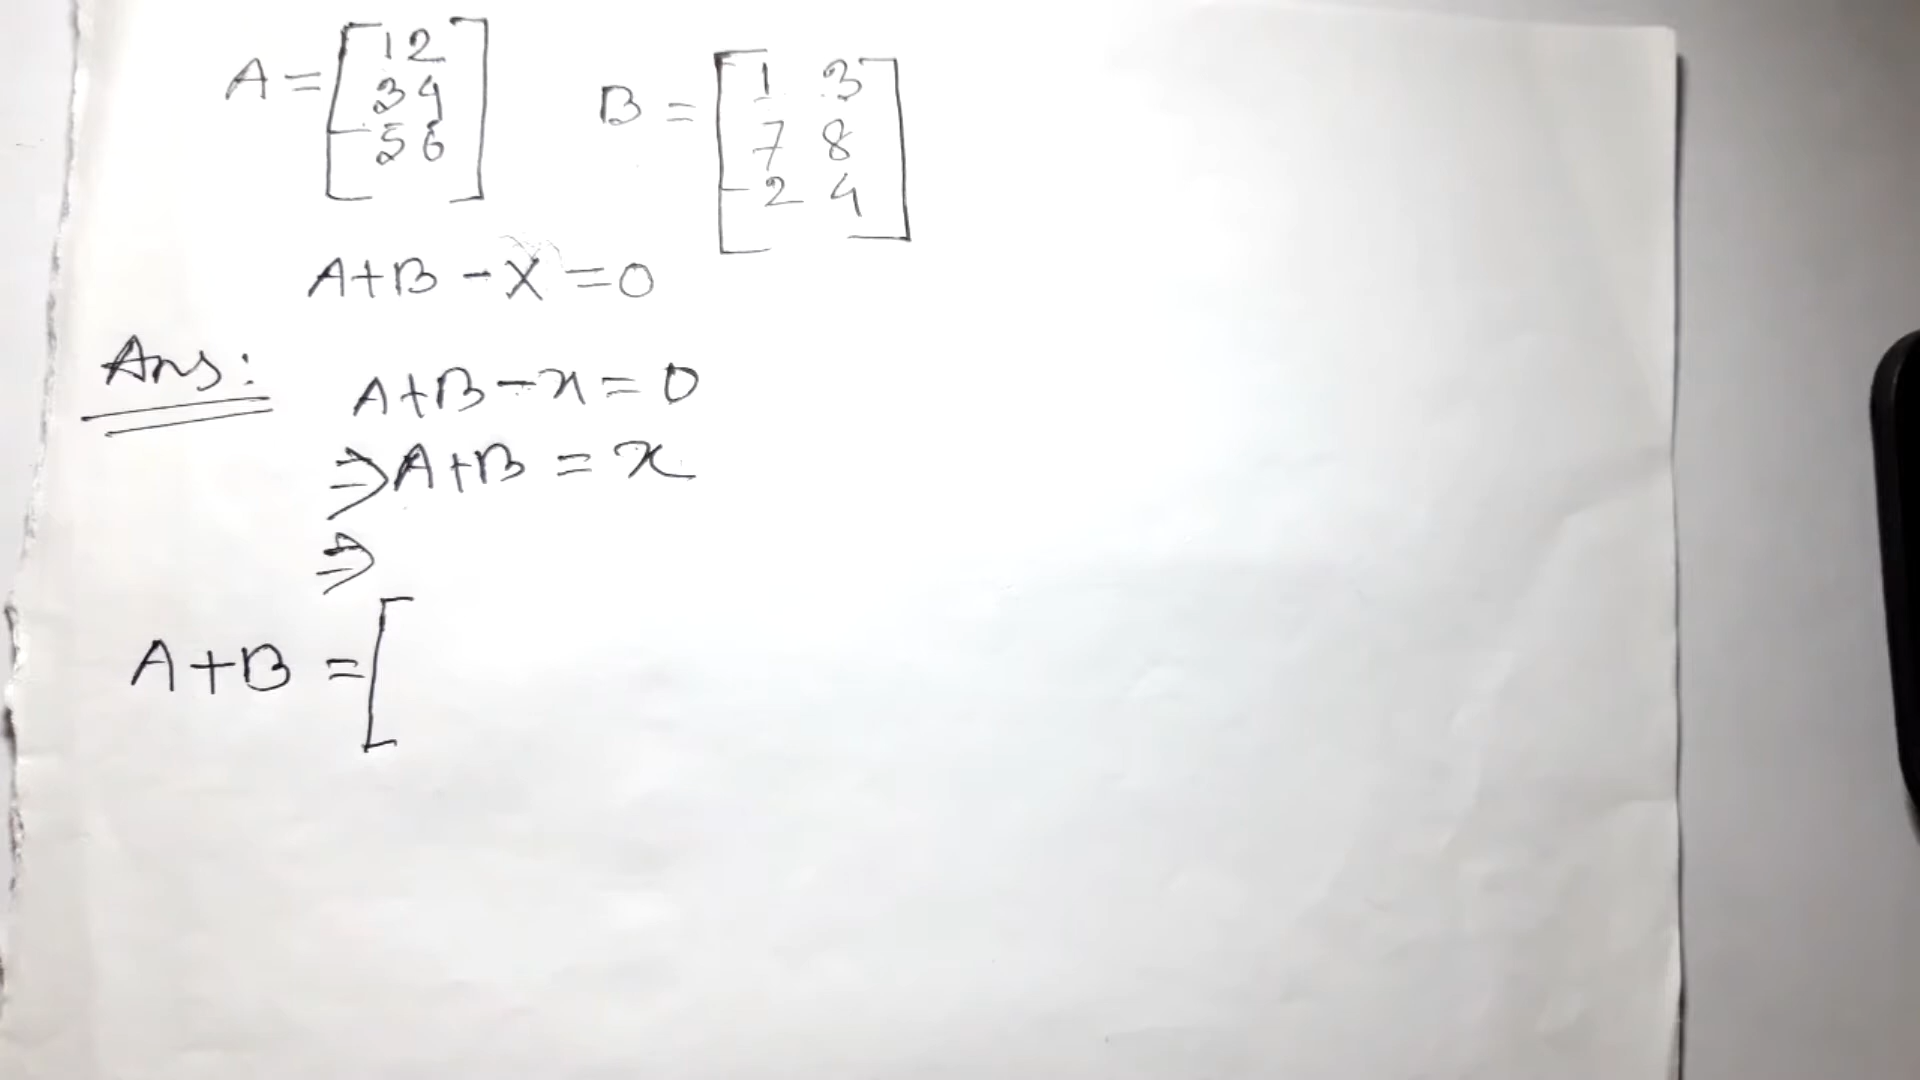 A = [1 2
3 4
-5 6]
B = [1 3
7 8
-2 4]
A+B - X = 0
Ans:
A+B-x = 0
⇒ A+B = x
⇒
A+B = [